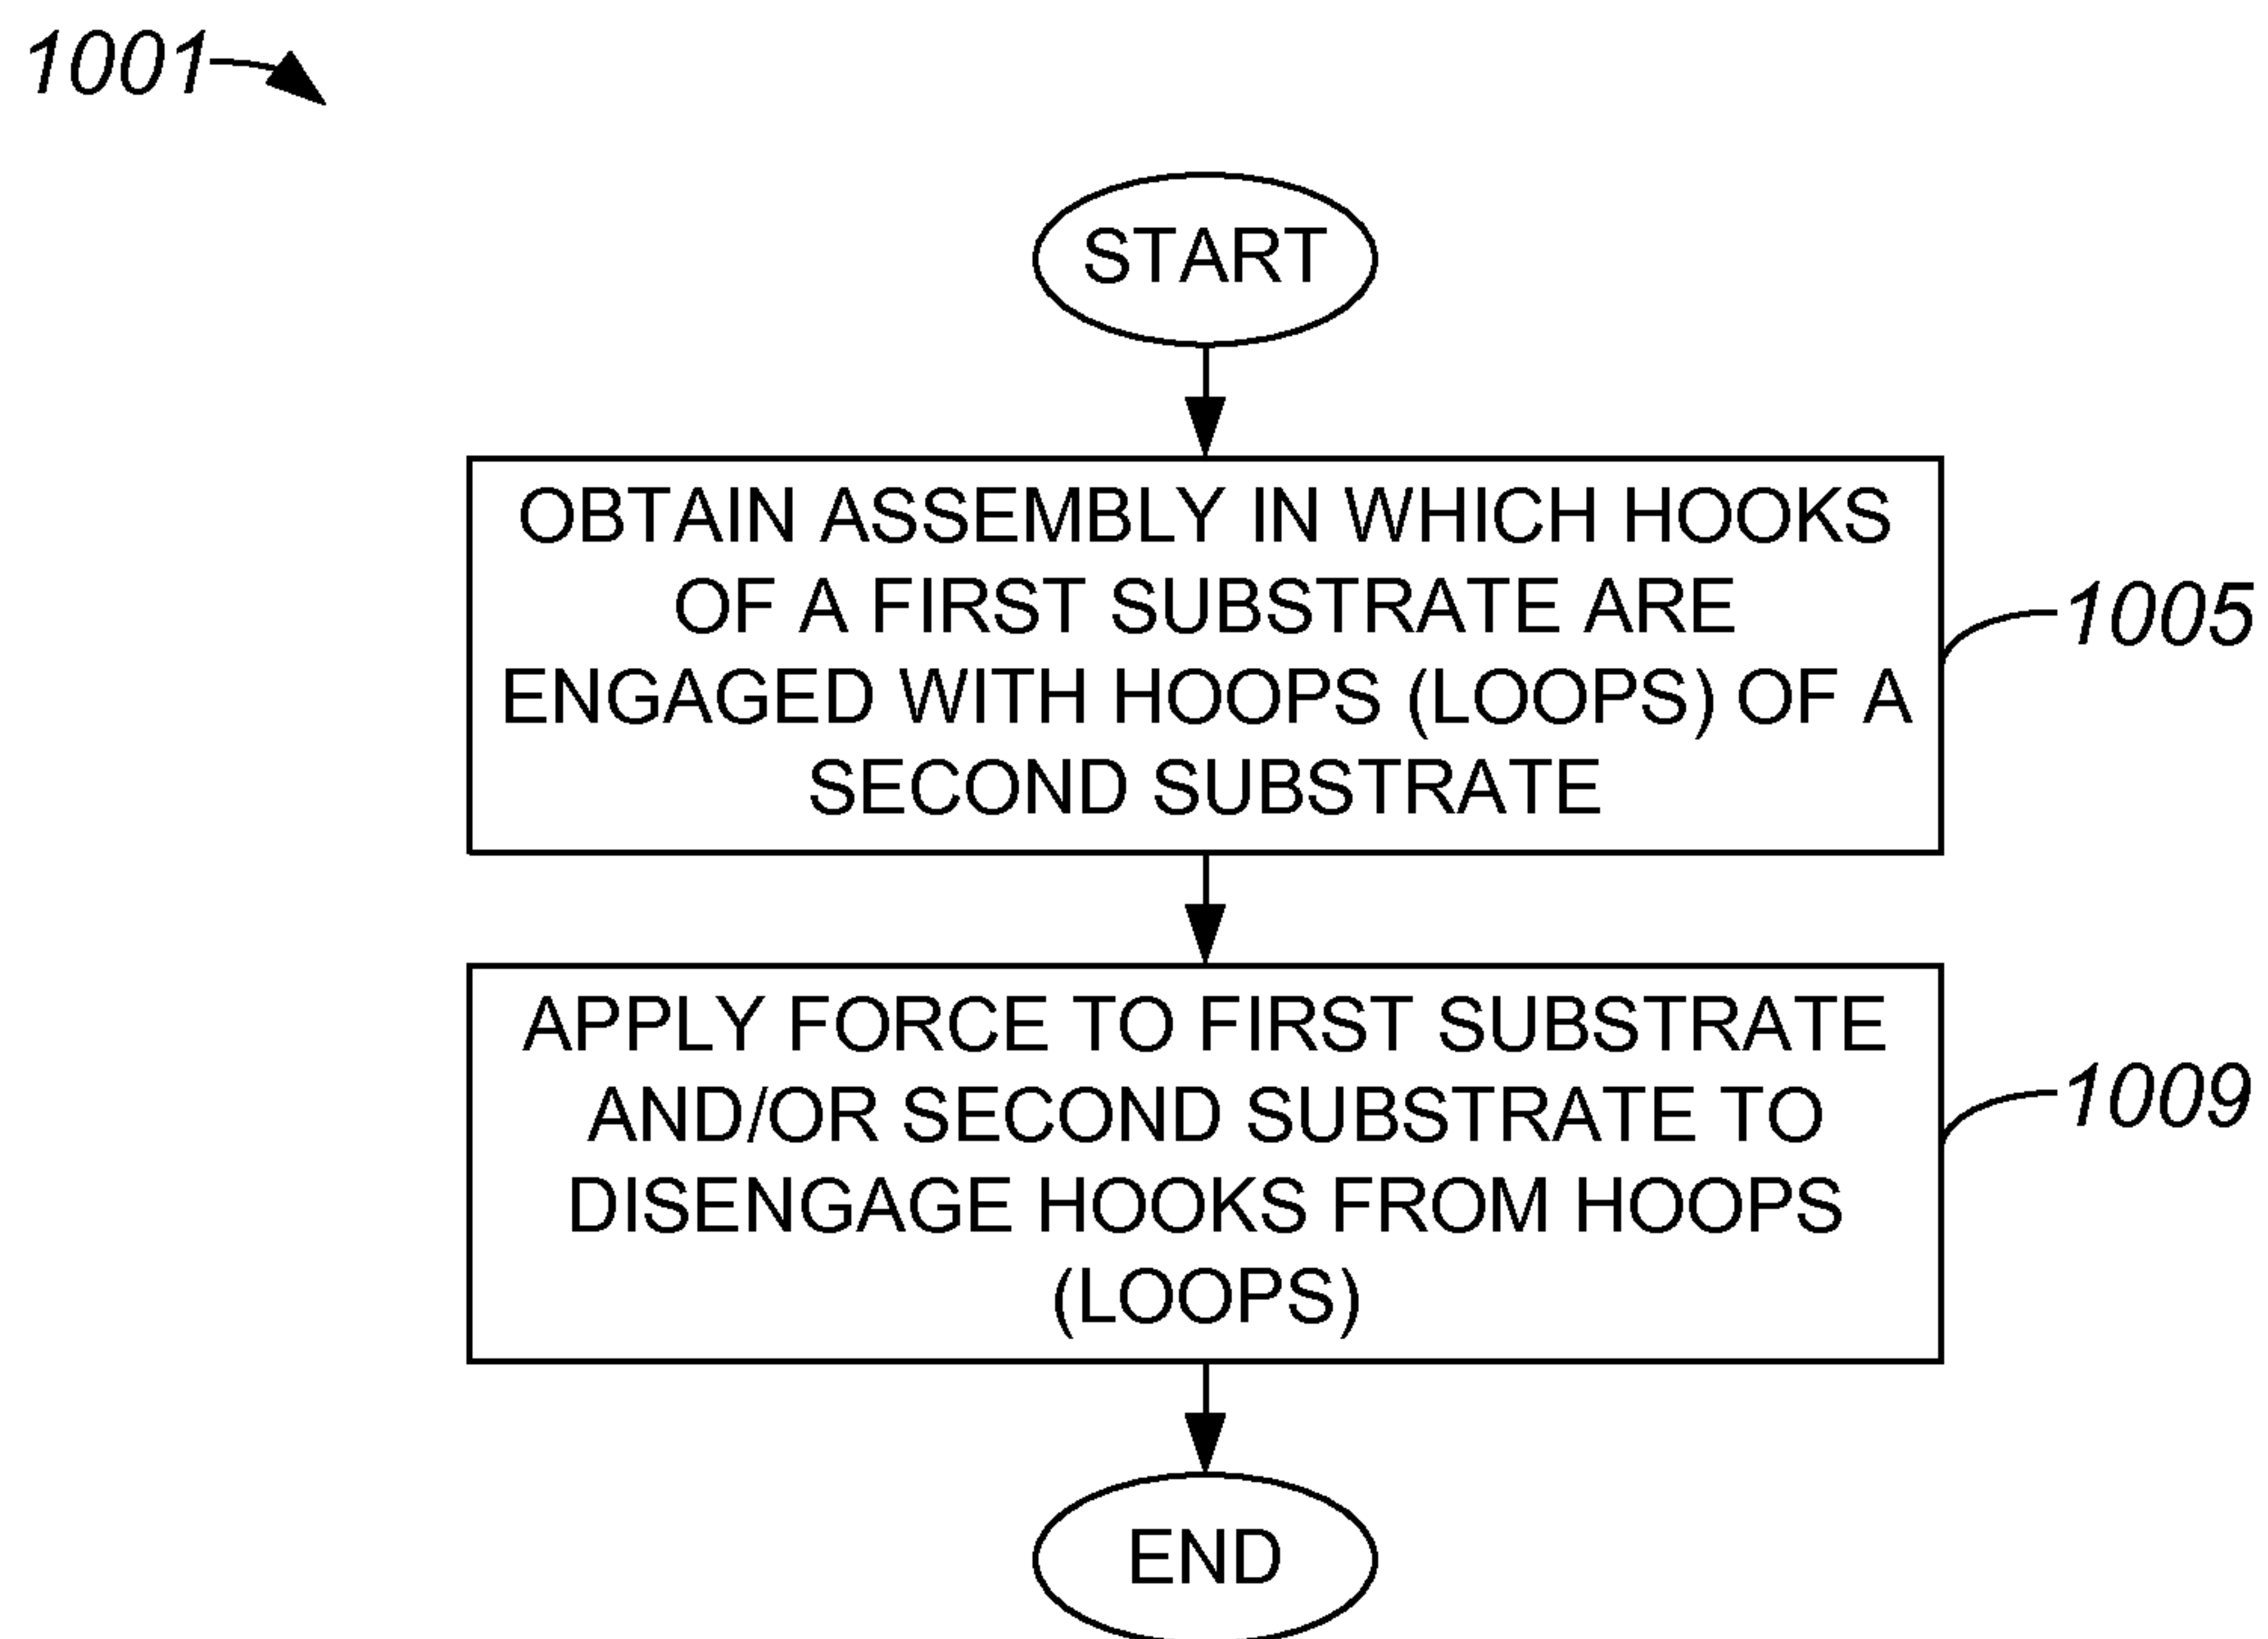 1001
START
OBTAIN ASSEMBLY IN WHICH HOOKS
OF A FIRST SUBSTRATE ARE
ENGAGED WITH HOOPS (LOOPS) OF A
SECOND SUBSTRATE
1005
APPLY FORCE TO FIRST SUBSTRATE
AND/OR SECOND SUBSTRATE TO
DISENGAGE HOOKS FROM HOOPS
(LOOPS)
1009
END